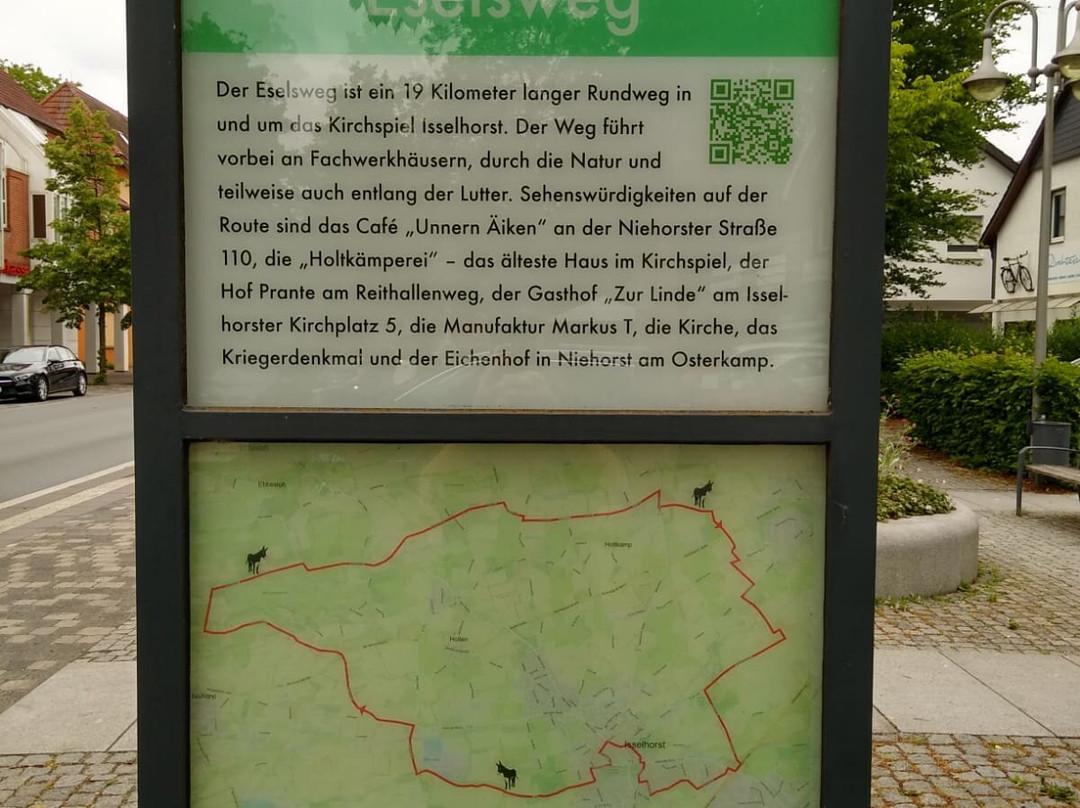 Eselsweg
Der Eselsweg ist ein 19 Kilometer langer Rundweg in
und um das Kirchspiel Isselhorst. Der Weg führt
vorbei an Fachwerkhäusern, durch die Natur und
teilweise auch entlang der Lutter. Sehenswürdigkeiten auf der
Route sind das Café „Unnern Äiken“ an der Niehorster Straße
110, die „Holtkämperei“ – das älteste Haus im Kirchspiel, der
Hof Prante am Reithallenweg, der Gasthof „Zur Linde“ am Issel-
horster Kirchplatz 5, die Manufaktur Markus T, die Kirche, das
Kriegerdenkmal und der Eichenhof in Niehorst am Osterkamp.
Holtkamp
Hollen
Isselhorst